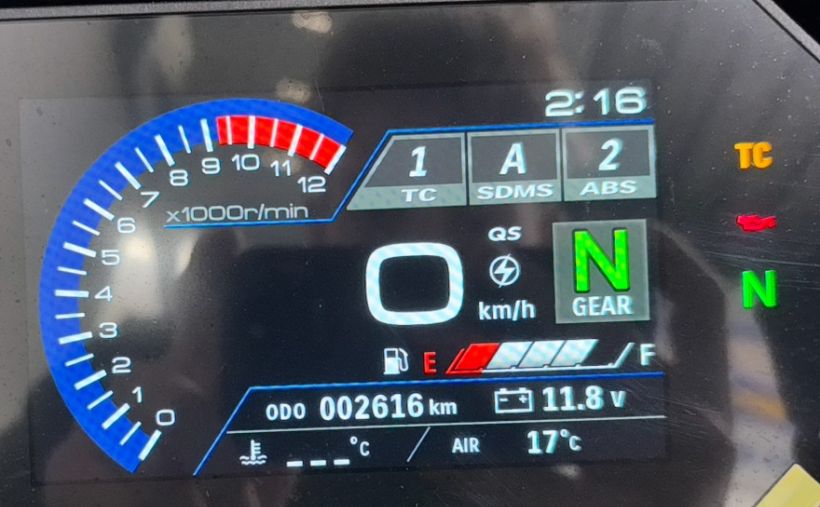 2:16
1 A 2
TC SDMS ABS
TC
0 1 2 3 4 5 6 7 8 9 10 11 12
x1000r/min
QS
N
0
km/h
GEAR
N
E F
ODO 002616 km 11.8 V
_ _ _ °C AIR 17°C